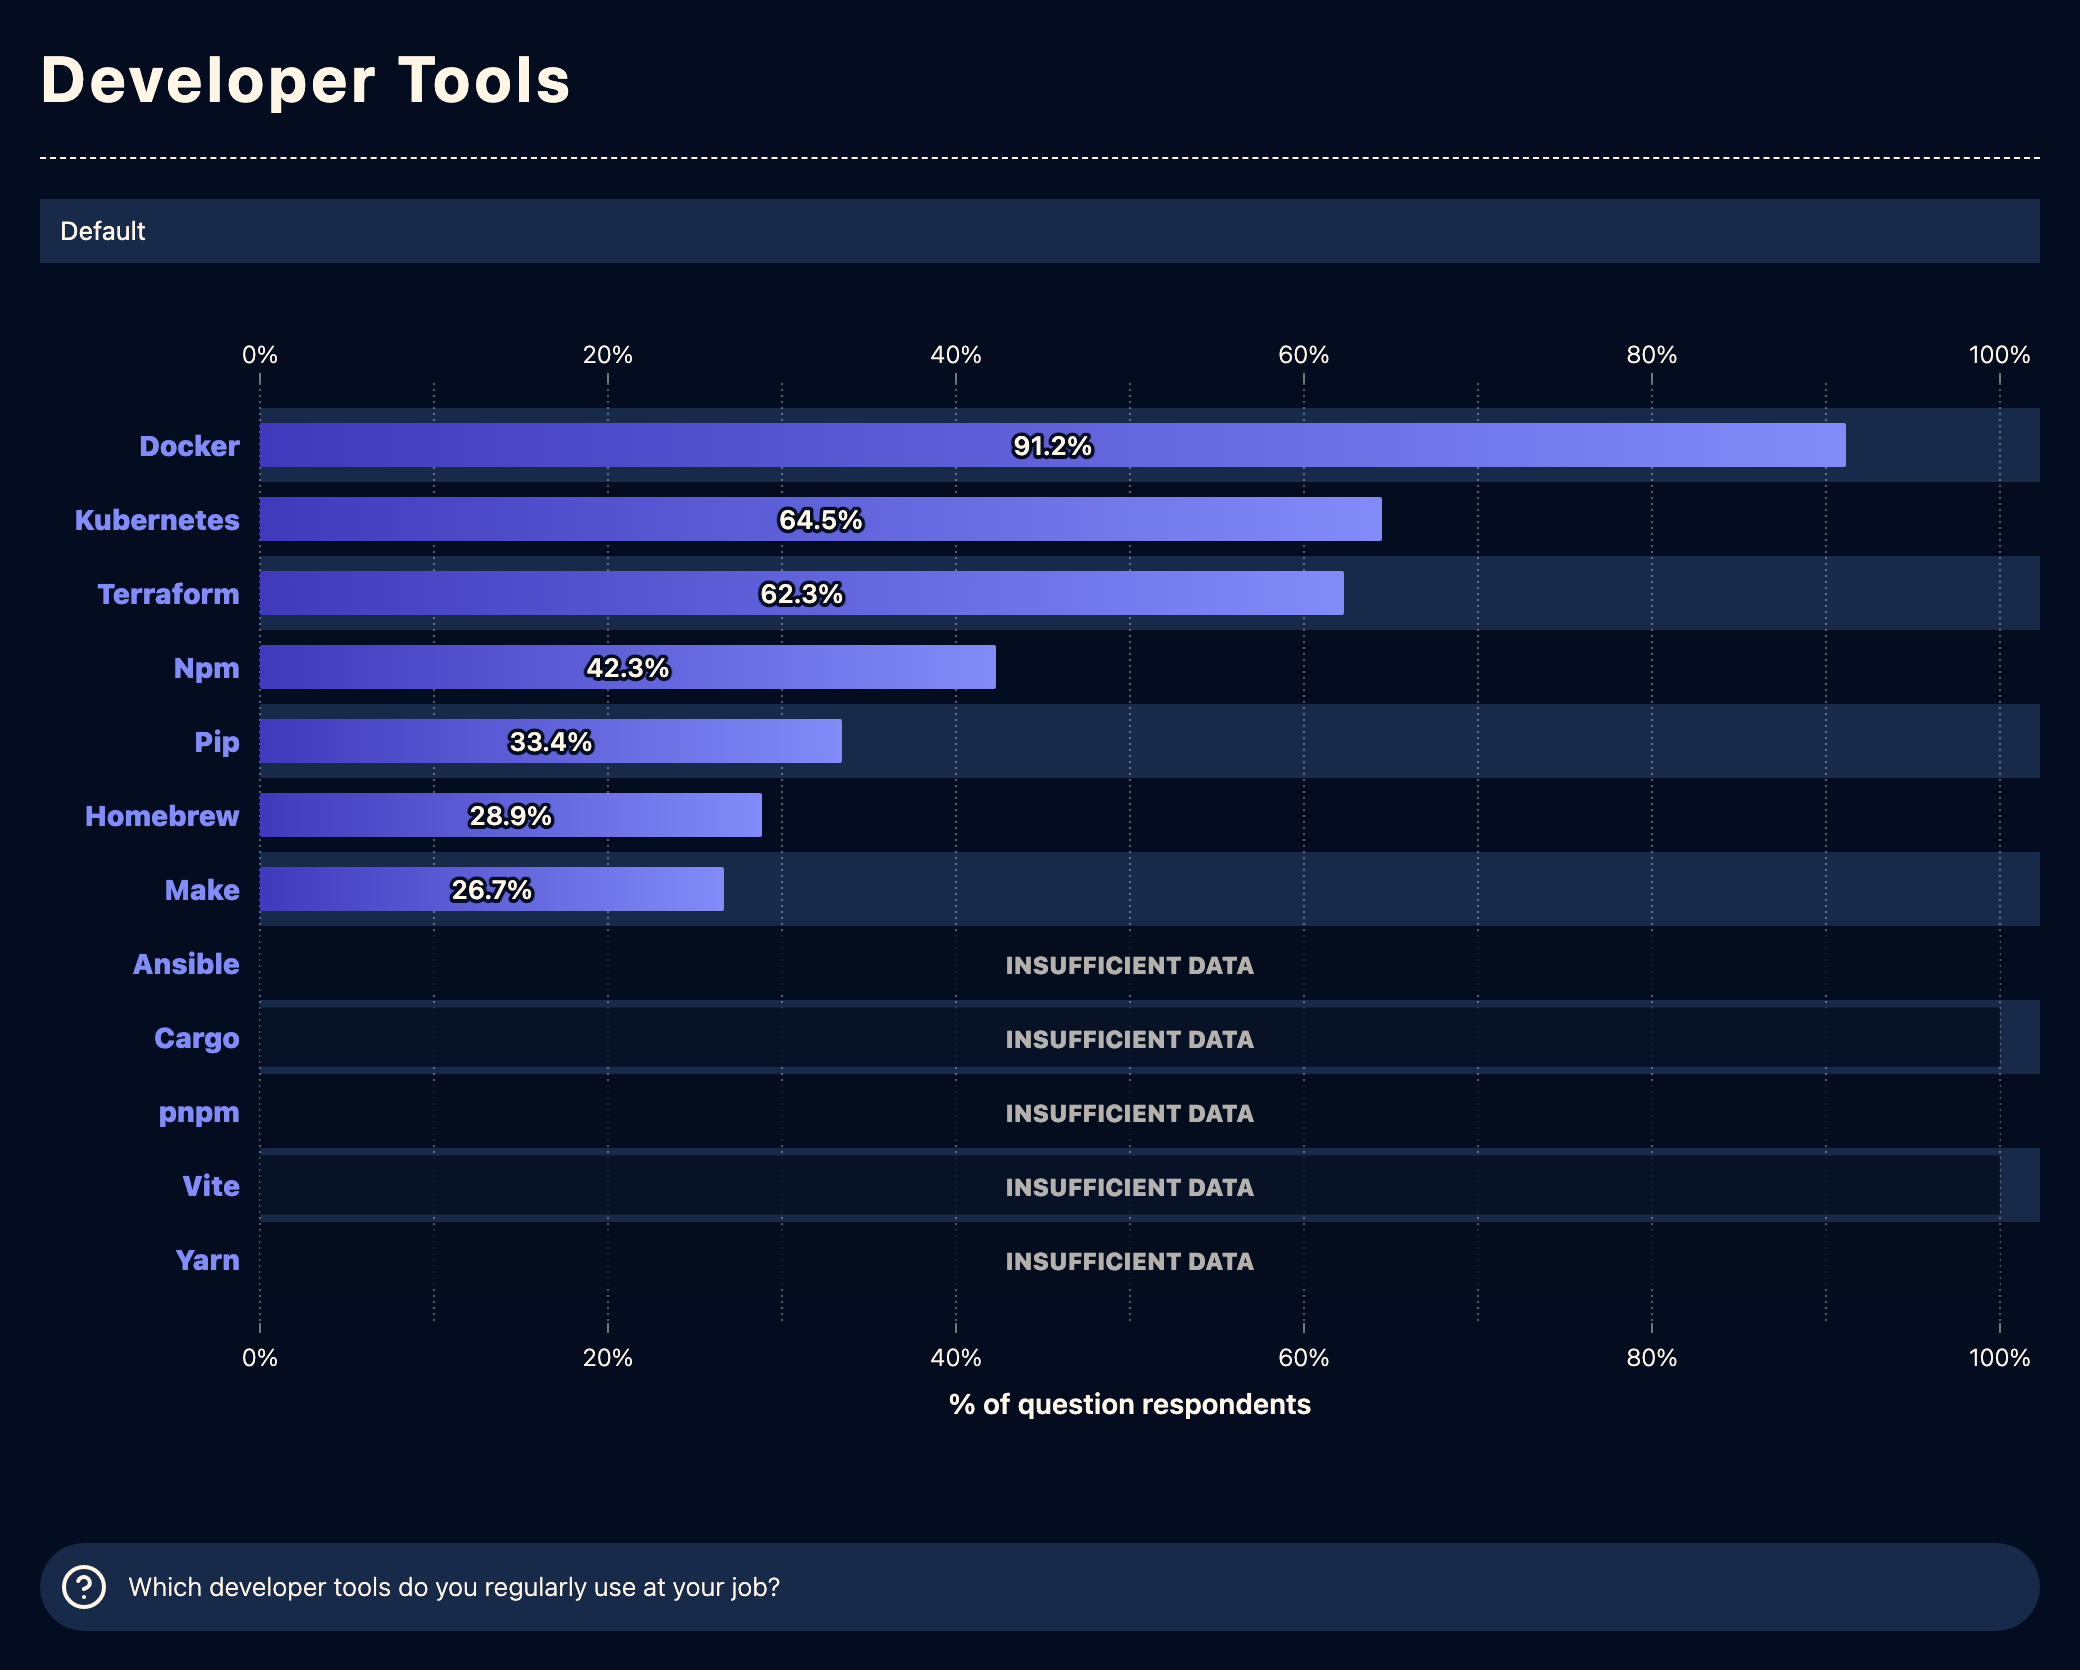 Developer Tools
Default
0% 20% 40% 60% 80% 100%
Docker 91.2%
Kubernetes 64.5%
Terraform 62.3%
Npm 42.3%
Pip 33.4%
Homebrew 28.9%
Make 26.7%
Ansible INSUFFICIENT DATA
Cargo INSUFFICIENT DATA
pnpm INSUFFICIENT DATA
Vite INSUFFICIENT DATA
Yarn INSUFFICIENT DATA
0% 20% 40% 60% 80% 100%
% of question respondents
? Which developer tools do you regularly use at your job?